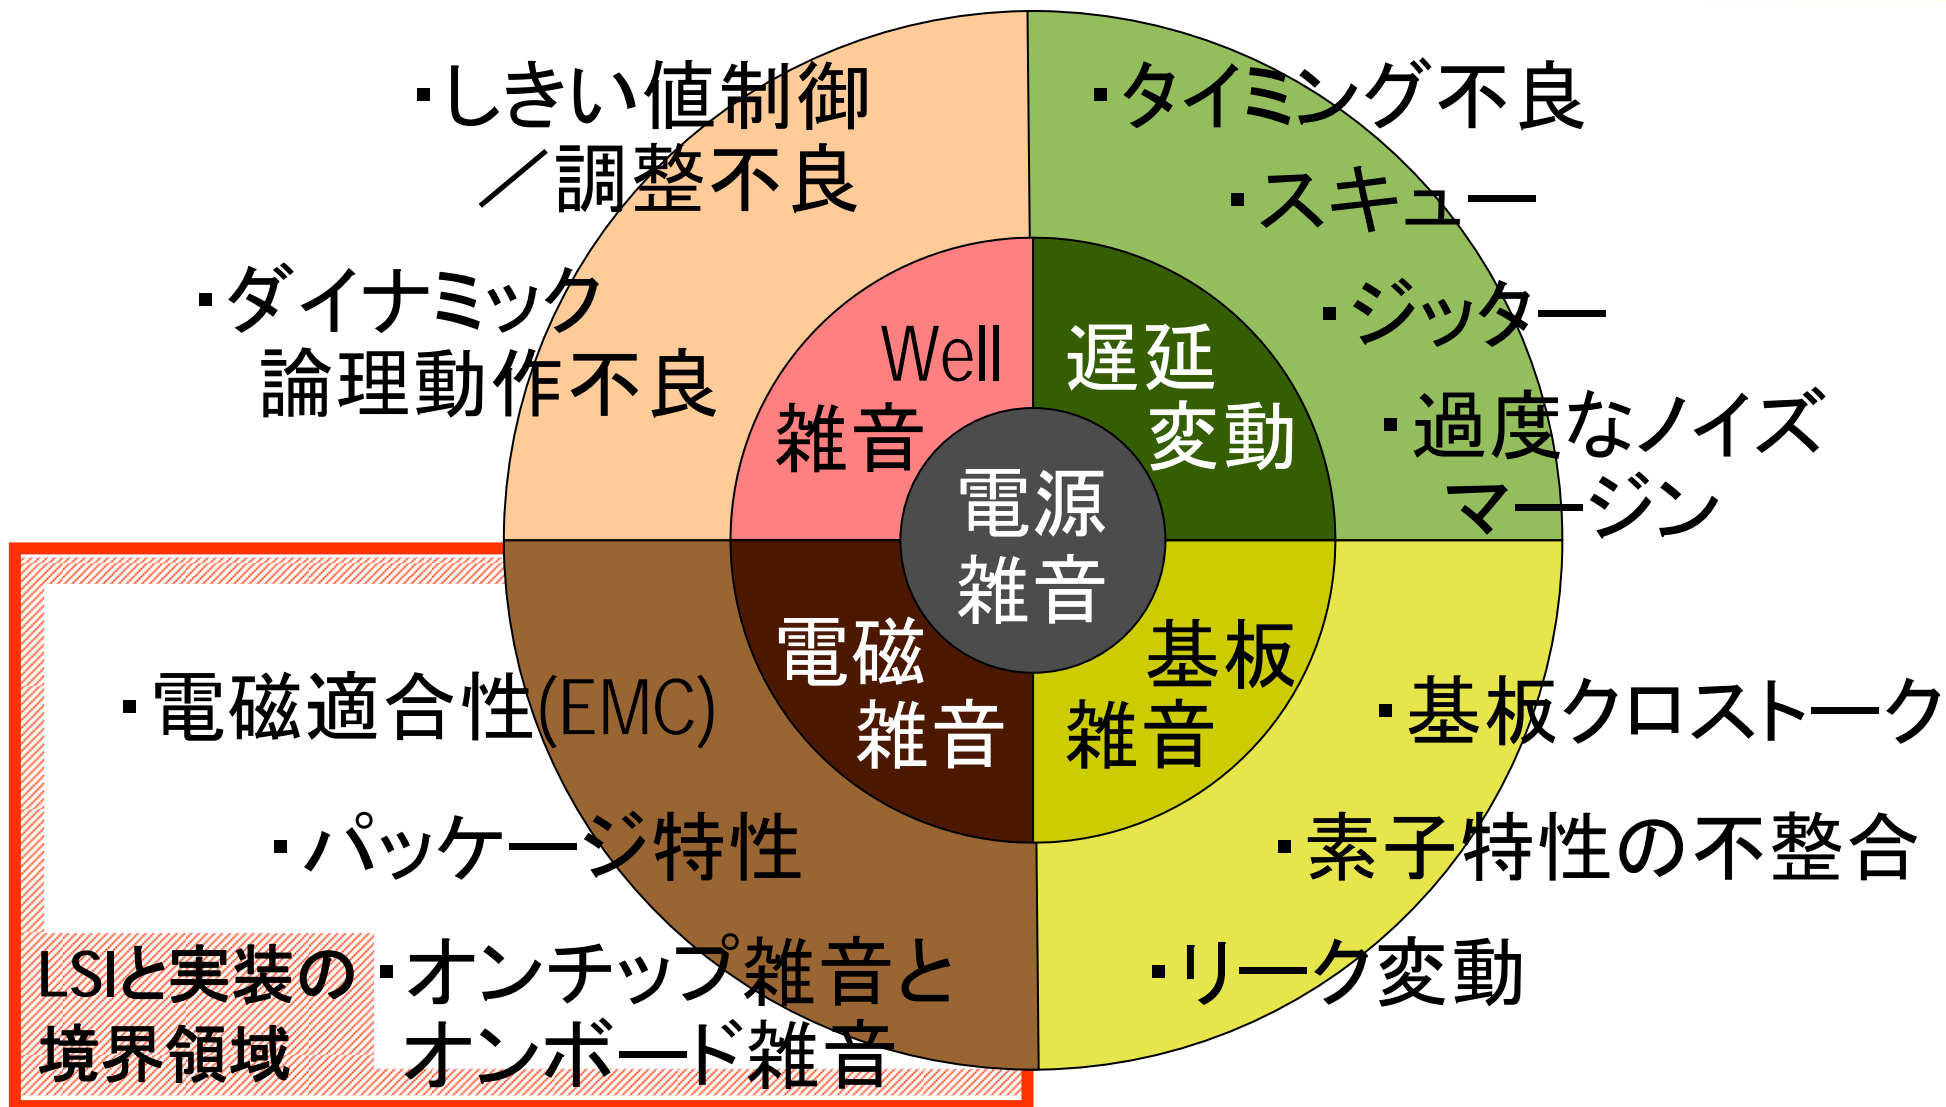 ・しきい値制御
／調整不良
・ダイナミック
論理動作不良
・タイミング不良
・スキュー
・ジッター
・過度なノイズ
マージン
Well
雑音
遅延
変動
電源
雑音
電磁
雑音
基板
雑音
・電磁適合性(EMC)
・パッケージ特性
・オンチップ雑音と
オンボード雑音
LSIと実装の
境界領域
・基板クロストーク
・素子特性の不整合
・リーク変動